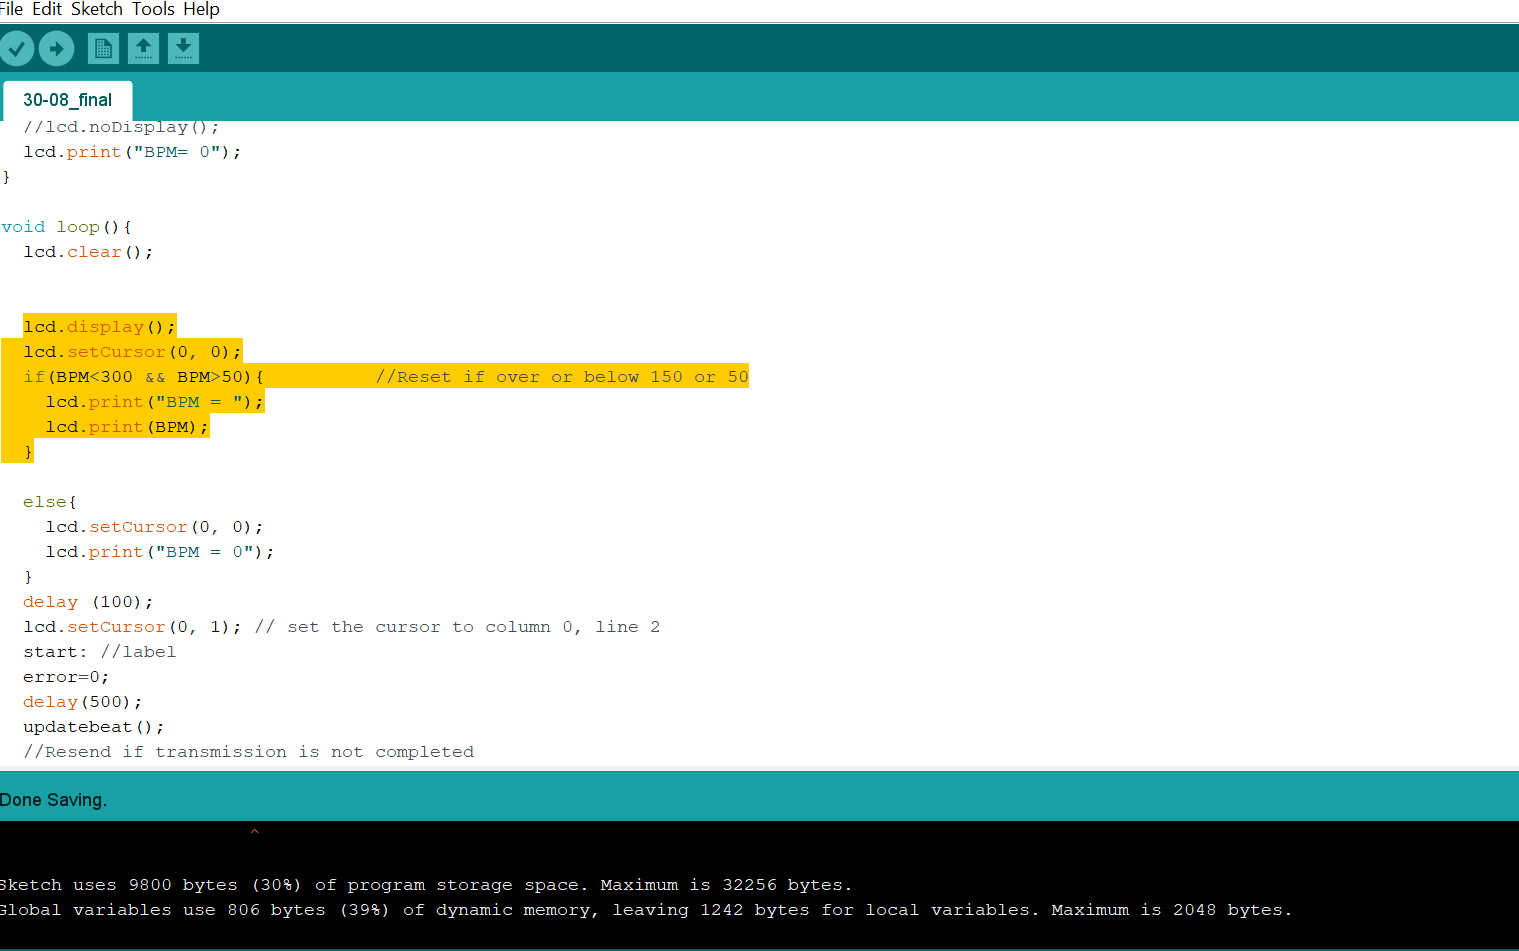 File Edit Sketch Tools Help
30-08_final
//lcd.noDisplay();
lcd.print("BPM= 0");
}
void loop(){
lcd.clear();
lcd.display();
lcd.setCursor(0, 0);
if(BPM<300 && BPM>50){ //Reset if over or below 150 or 50
lcd.print("BPM = ");
lcd.print(BPM);
}
else{
lcd.setCursor(0, 0);
lcd.print("BPM = 0");
}
delay (100);
lcd.setCursor(0, 1); // set the cursor to column 0, line 2
start: //label
error=0;
delay(500);
updatebeat();
//Resend if transmission is not completed
Done Saving.
^
Sketch uses 9800 bytes (30%) of program storage space. Maximum is 32256 bytes.
Global variables use 806 bytes (39%) of dynamic memory, leaving 1242 bytes for local variables. Maximum is 2048 bytes.